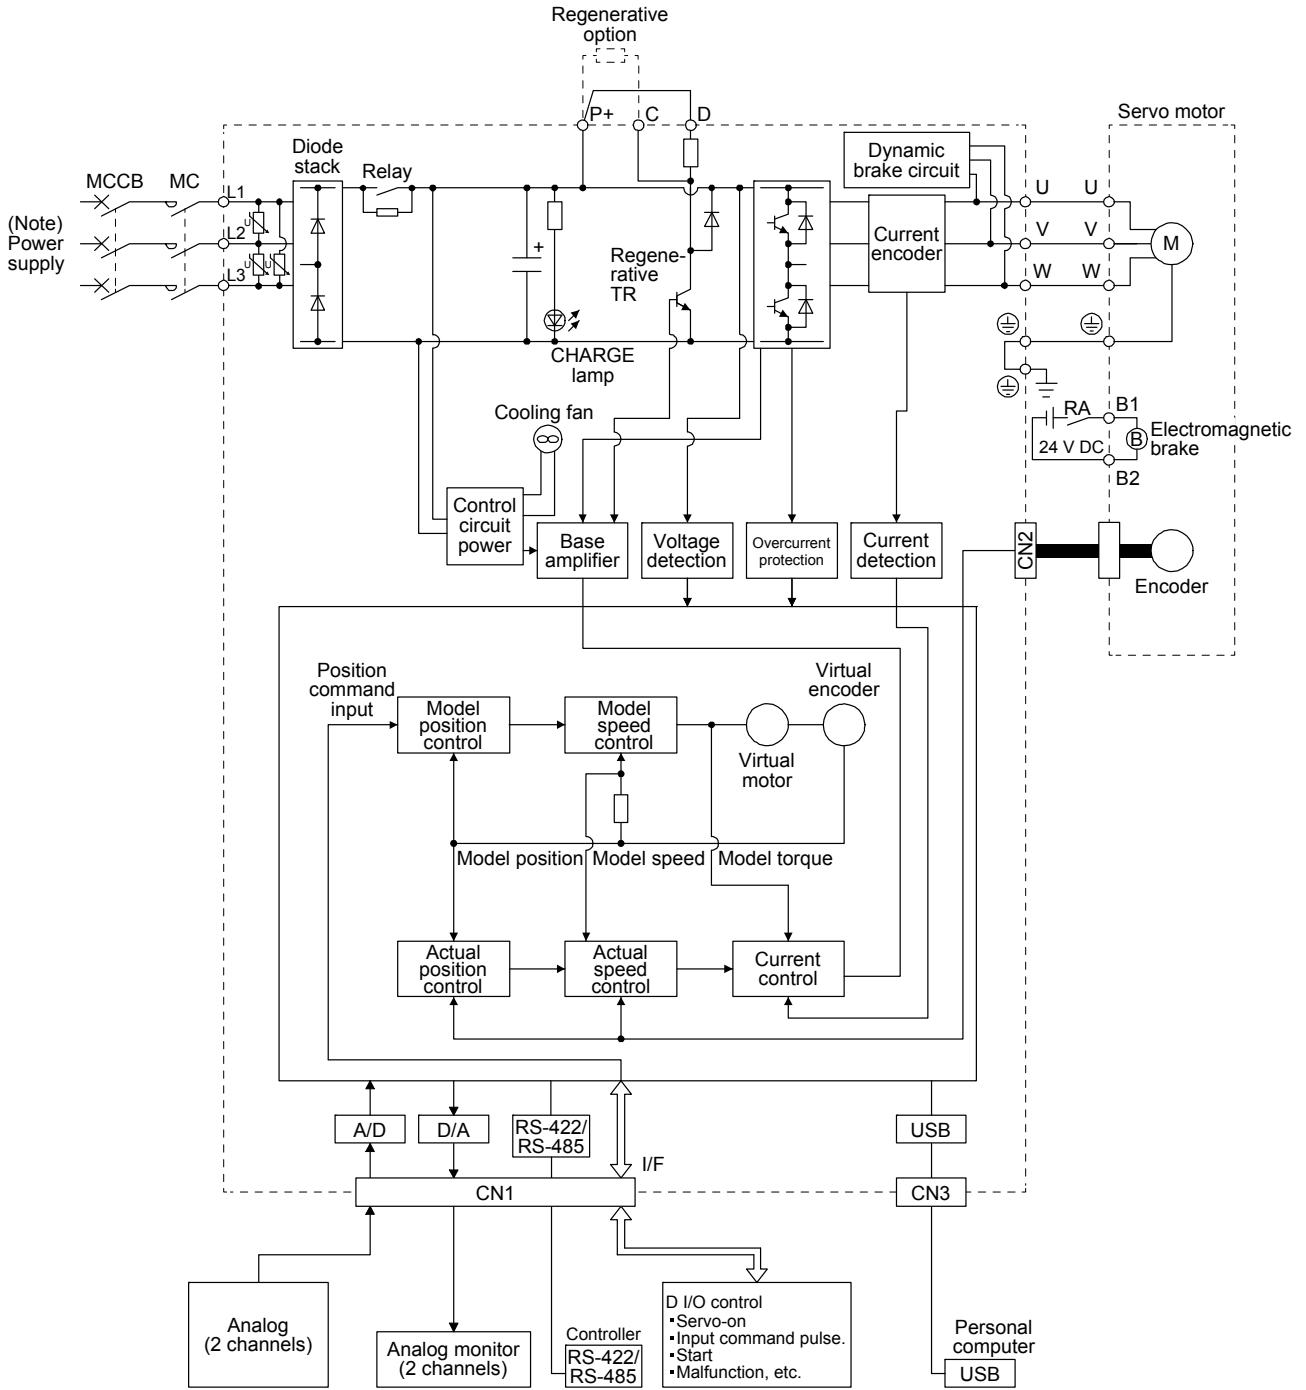 Regenerative
option
P+
C
D
Servo motor
Diode
stack
Relay
Dynamic
brake circuit
MCCB
MC
L1
U
U
(Note)
Power
supply
U
L2
Current
encoder
V
V
M
U
U
L3
+
Regene-
rative
TR
W
W
CHARGE
lamp
Cooling fan
RA
B1
24 V DC
B
Electromagnetic
brake
B2
Control
circuit
power
Base
amplifier
Voltage
detection
Overcurrent
protection
Current
detection
CN2
Encoder
Position
command
input
Virtual
encoder
Model
position
control
Model
speed
control
Virtual
motor
Model position
Model speed
Model torque
Actual
position
control
Actual
speed
control
Current
control
A/D
D/A
RS-422/
RS-485
USB
I/F
CN1
CN3
Analog
(2 channels)
Analog monitor
(2 channels)
Controller
RS-422/
RS-485
D I/O control
▪Servo-on
▪Input command pulse.
▪Start
▪Malfunction, etc.
Personal
computer
USB